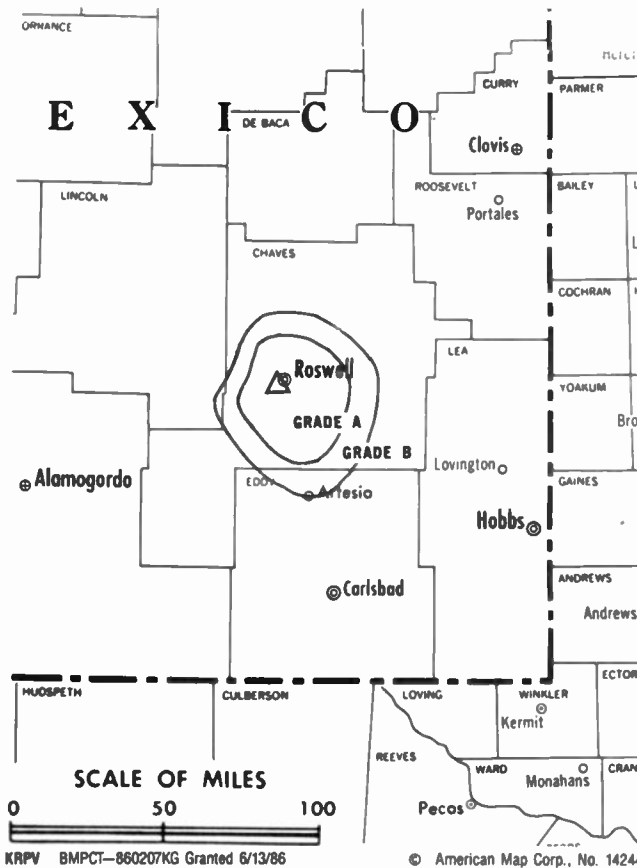 ORNANCE
CURRY
PARMER
E X I C O
DE BACA
Clovis
LINCOLN
ROOSEVELT
BAILEY
Portales
CHAVES
COCHRAN
LEA
Roswell
YOAKUM
GRADE A
GRADE B
Lovington
Alamogordo
EDDY
Artesia
GAINES
Hobbs
ANDREWS
Carlsbad
Andrews
ECTOR
HUDSPETH
CULBERSON
LOVING
WINKLER
Kermit
REEVES
WARD
CRAN
SCALE OF MILES
Monahans
0 50 100
Pecos
KRPV BMPCT—860207KG Granted 6/13/86
© American Map Corp., No. 1424